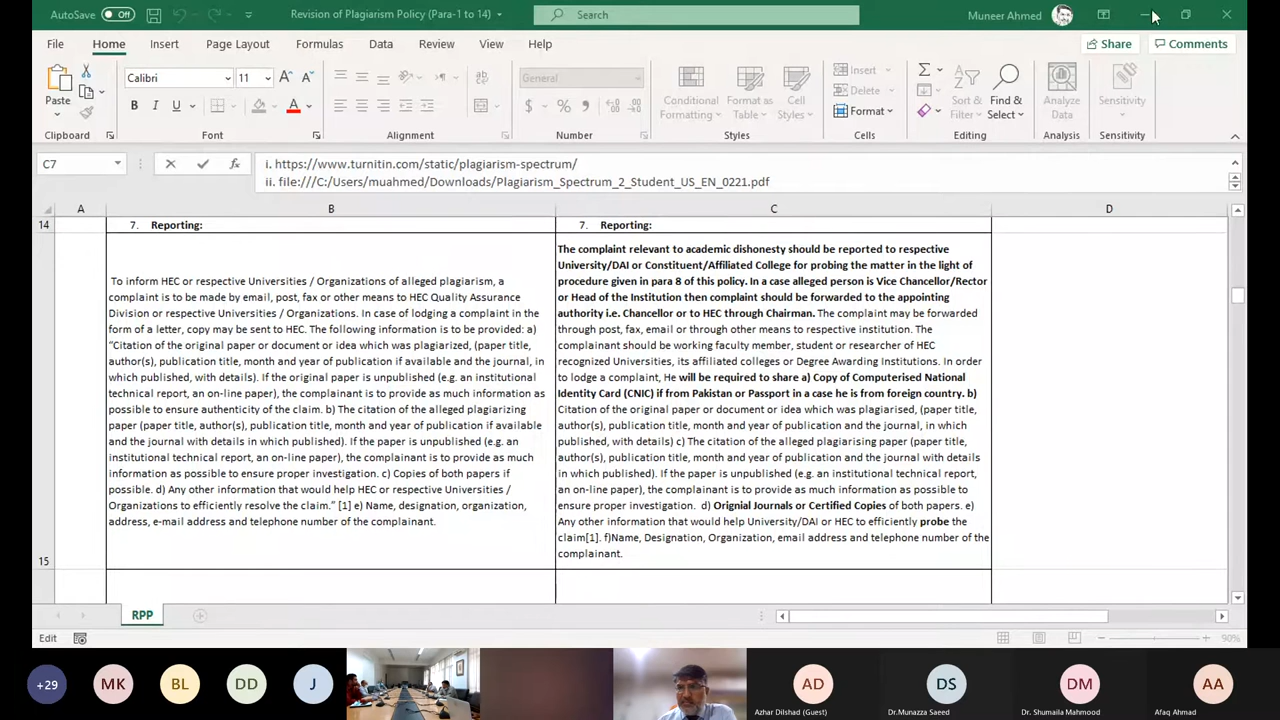 AutoSave Off Revision of Plagiarism Policy (Para-1 to 14) Search Muneer Ahmed
File Home Insert Page Layout Formulas Data Review View Help Share Comments
Calibri 11 General Insert
Paste Conditional Format as Cell Delete Sort & Find & Analyze Sensitivity
B I U A $ % Formatting Table Styles Format Filter Select Data
Clipboard Font Alignment Number Styles Cells Editing Analysis Sensitivity
C7 fx i. https://www.turnitin.com/static/plagiarism-spectrum/
ii. file:///C:/Users/muahmed/Downloads/Plagiarism_Spectrum_2_Student_US_EN_0221.pdf
A B C D
14 7. Reporting:
To inform HEC or respective Universities / Organizations of alleged plagiarism, a
complaint is to be made by email, post, fax or other means to HEC Quality Assurance
Division or respective Universities / Organizations. In case of lodging a complaint in the
form of a letter, copy may be sent to HEC. The following information is to be provided: a)
“Citation of the original paper or document or idea which was plagiarized, (paper title,
author(s), publication title, month and year of publication if available and the journal, in
which published, with details). If the original paper is unpublished (e.g. an institutional
technical report, an on-line paper), the complainant is to provide as much information as
possible to ensure authenticity of the claim. b) The citation of the alleged plagiarizing
paper (paper title, author(s), publication title, month and year of publication if available
and the journal with details in which published). If the paper is unpublished (e.g. an
institutional technical report, an on-line paper), the complainant is to provide as much
information as possible to ensure proper investigation. c) Copies of both papers if
possible. d) Any other information that would help HEC or respective Universities /
Organizations to efficiently resolve the claim.” [1] e) Name, designation, organization,
address, e-mail address and telephone number of the complainant.
7. Reporting:
The complaint relevant to academic dishonesty should be reported to respective
University/DAI or Constituent/Affiliated College for probing the matter in the light of
procedure given in para 8 of this policy. In a case alleged person is Vice Chancellor/Rector
or Head of the Institution then complaint should be forwarded to the appointing
authority i.e. Chancellor or to HEC through Chairman. The complaint may be forwarded
through post, fax, email or through other means to respective institution. The
complainant should be working faculty member, student or researcher of HEC
recognized Universities, its affiliated colleges or Degree Awarding Institutions. In order
to lodge a complaint, He will be required to share a) Copy of Computerised National
Identity Card (CNIC) if from Pakistan or Passport in a case he is from foreign country. b)
Citation of the original paper or document or idea which was plagiarised, (paper title,
author(s), publication title, month and year of publication and the journal, in which
published, with details) c) The citation of the alleged plagiarising paper (paper title,
author(s), publication title, month and year of publication and the journal with details
in which published). If the paper is unpublished (e.g. an institutional technical report,
an on-line paper), the complainant is to provide as much information as possible to
ensure proper investigation. d) Orignial Journals or Certified Copies of both papers. e)
Any other information that would help University/DAI or HEC to efficiently probe the
claim[1]. f)Name, Designation, Organization, email address and telephone number of the
complainant.
15
RPP
Edit 90%
+29 MK BL DD J AD DS DM AA
Azhar Dilshad (Guest) Dr.Munazza Saeed Dr. Shumaila Mahmood Afaq Ahmad